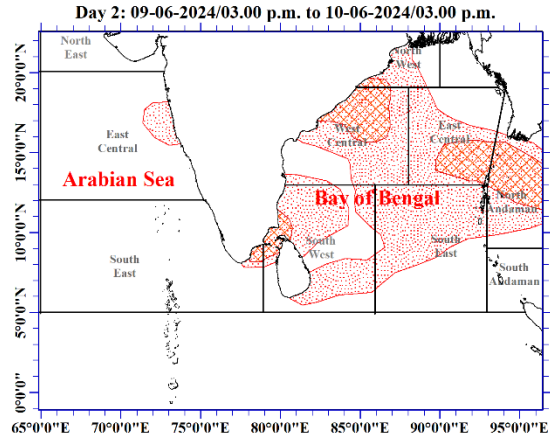 Day 2: 09-06-2024/03.00 p.m. to 10-06-2024/03.00 p.m.
North
East
North
West
20°0'0"N
East
Central
West
Central
East
Central
15°0'0"N
Arabian Sea
Bay of Bengal
North
Andaman
10°0'0"N
South
East
South
West
South
East
South
Andaman
5°0'0"N
0°0'0"
65°0'0"E 70°0'0"E 75°0'0"E 80°0'0"E 85°0'0"E 90°0'0"E 95°0'0"E